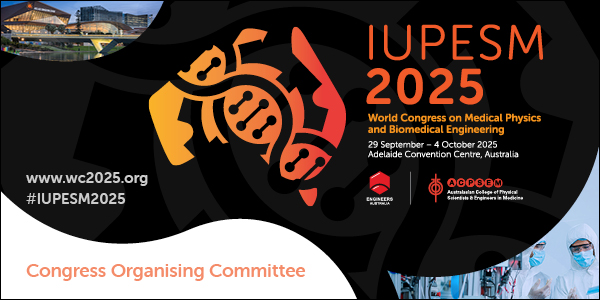 IUPESM
2025
World Congress on Medical Physics
and Biomedical Engineering
29 September – 4 October 2025
Adelaide Convention Centre, Australia
www.wc2025.org
#IUPESM2025
ENGINEERS
AUSTRALIA
ACPSEM
Australasian College of Physical
Scientists & Engineers in Medicine
Congress Organising Committee